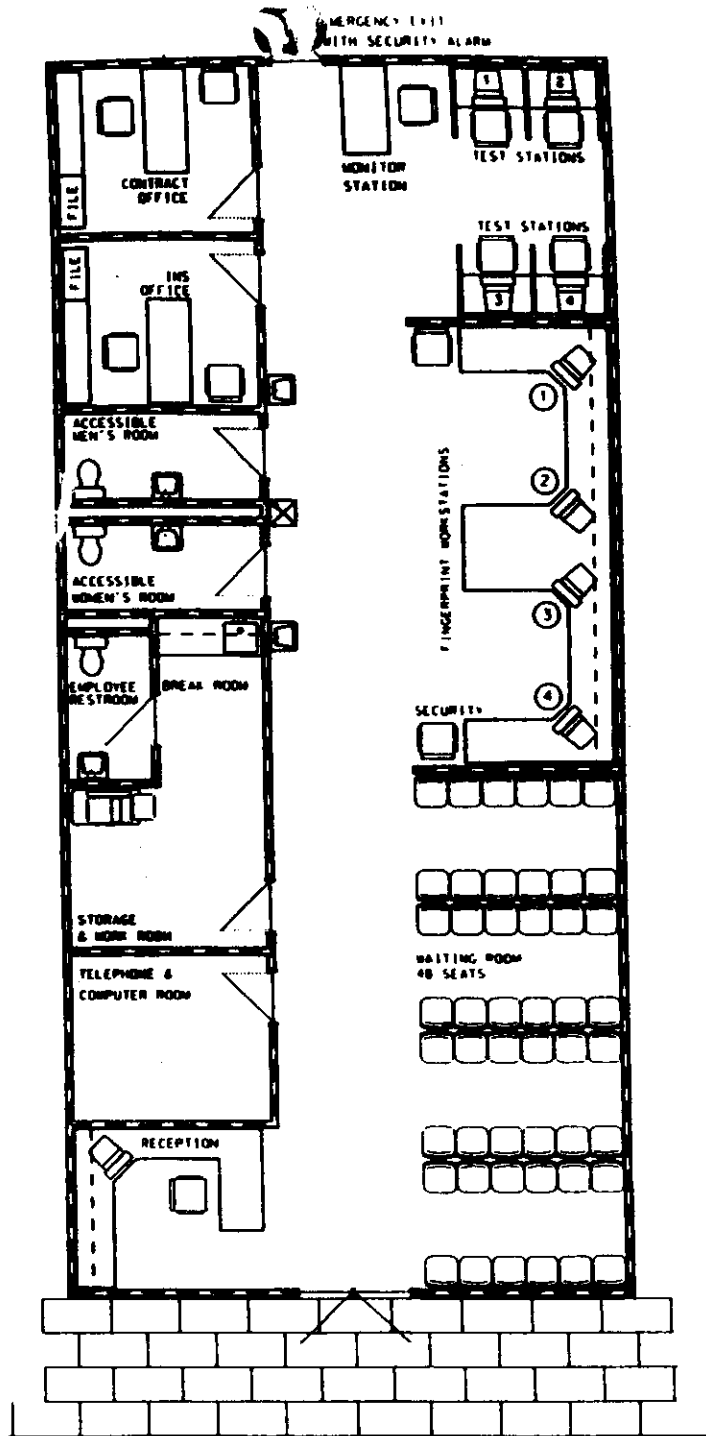 EMERGENCY EXIT
WITH SECURITY ALARM
1
2
TEST STATIONS
MONITOR
STATION
CONTRACT
OFFICE
FILE
TEST STATIONS
3
4
FILE
INS
OFFICE
1
ACCESSIBLE
MEN'S ROOM
2
FINGERPRINT WORKSTATIONS
ACCESSIBLE
WOMEN'S ROOM
3
EMPLOYEE
RESTROOM
BREAK ROOM
4
SECURITY
STORAGE
& WORK ROOM
WAITING ROOM
48 SEATS
TELEPHONE &
COMPUTER ROOM
RECEPTION